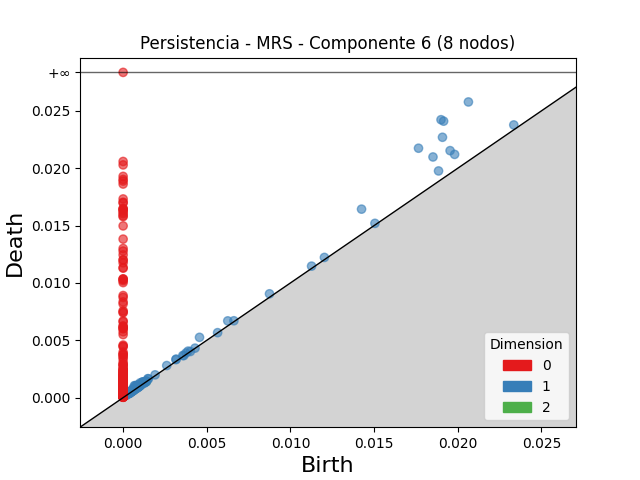 Persistencia - MRS - Componente 6 (8 nodos)
+∞
0.025
0.020
0.015
0.010
0.005
0.000
Death
Dimension
0
1
2
0.000 0.005 0.010 0.015 0.020 0.025
Birth